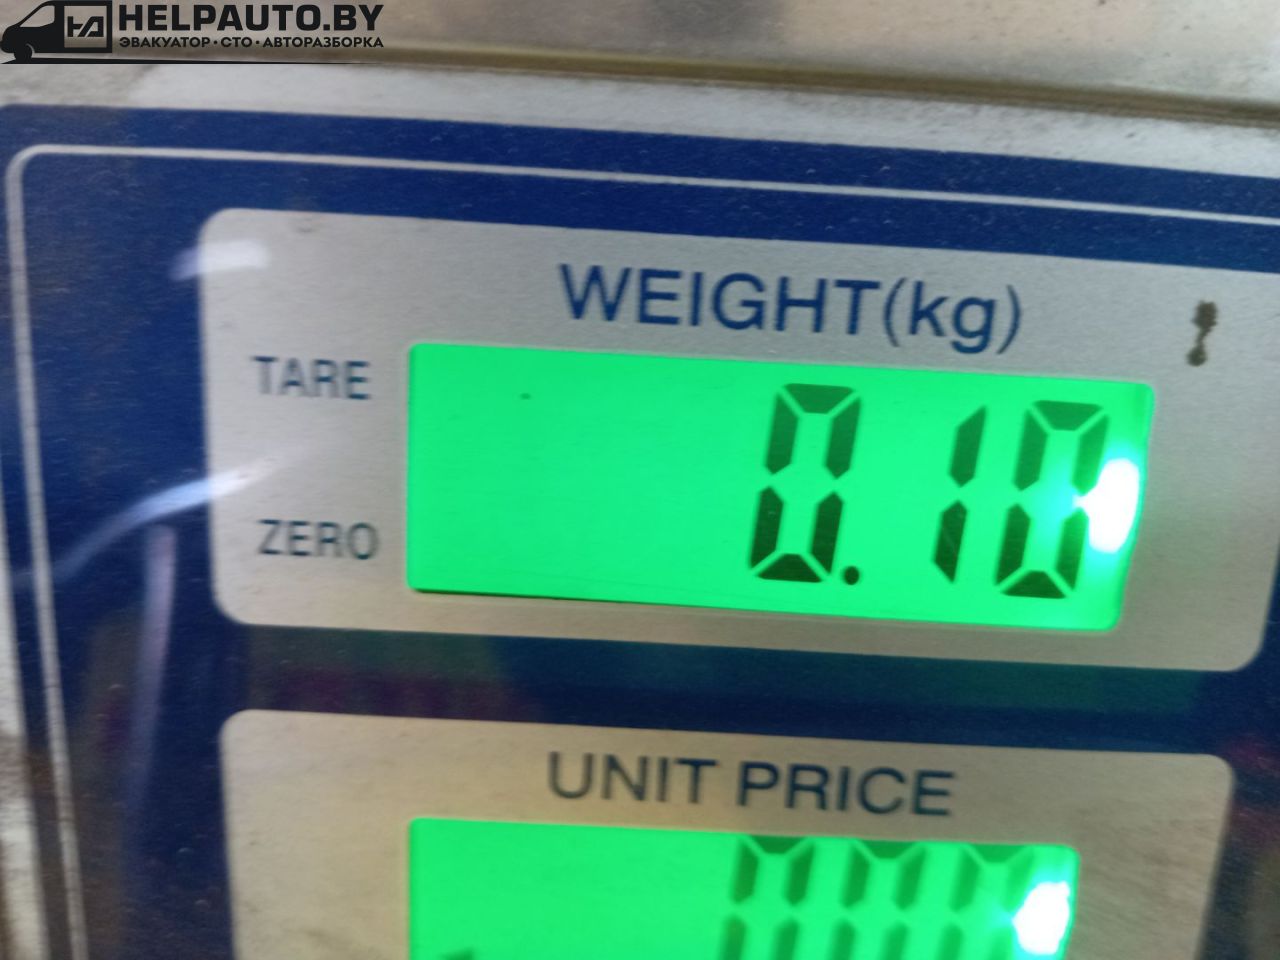 HELPAUTO.BY
ЭВАКУАТОР·СТО·АВТОРАЗБОРКА
WEIGHT(kg)
TARE
0.10
ZERO
UNIT PRICE